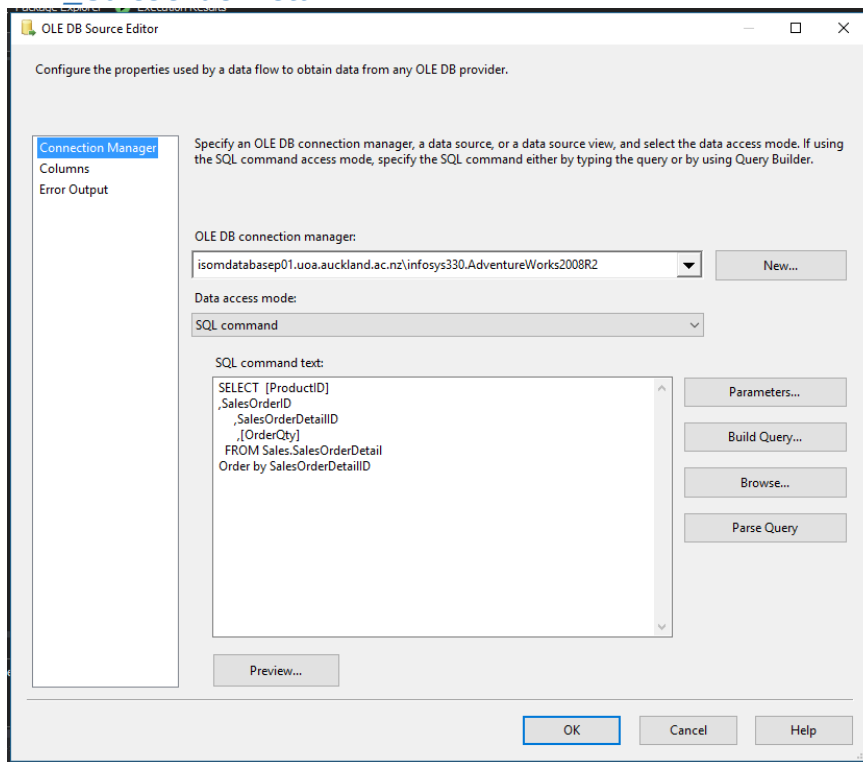 Package Explorer Execution Results
OLE DB Source Editor
Configure the properties used by a data flow to obtain data from any OLE DB provider.
Connection Manager
Columns
Error Output
Specify an OLE DB connection manager, a data source, or a data source view, and select the data access mode. If using
the SQL command access mode, specify the SQL command either by typing the query or by using Query Builder.
OLE DB connection manager:
isomdatabasep01.uoa.auckland.ac.nz\infosys330.AdventureWorks2008R2
New...
Data access mode:
SQL command
SQL command text:
SELECT [ProductID]
,SalesOrderID
,SalesOrderDetailID
,[OrderQty]
FROM Sales.SalesOrderDetail
Order by SalesOrderDetailID
Parameters...
Build Query...
Browse...
Parse Query
Preview...
OK
Cancel
Help